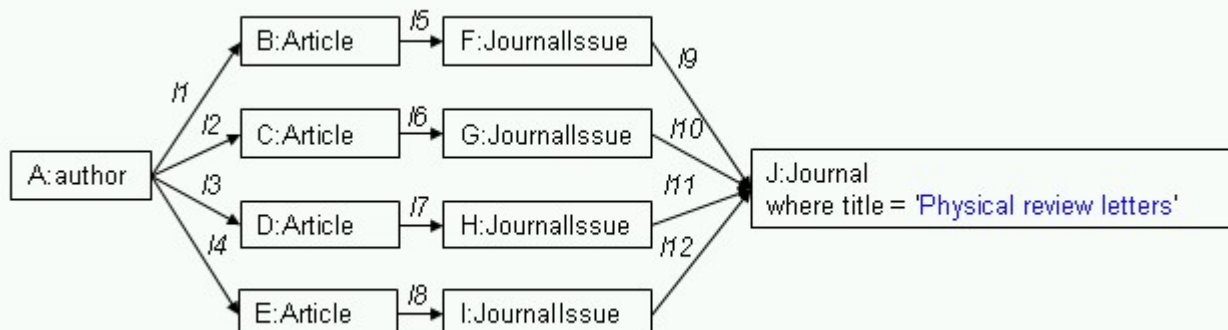 B:Article
l5
F:JournalIssue
l9
l1
C:Article
l6
G:JournalIssue
l2
l10
A:author
J:Journal
where title = 'Physical review letters'
l3
l11
D:Article
l7
H:JournalIssue
l4
l12
E:Article
l8
I:JournalIssue